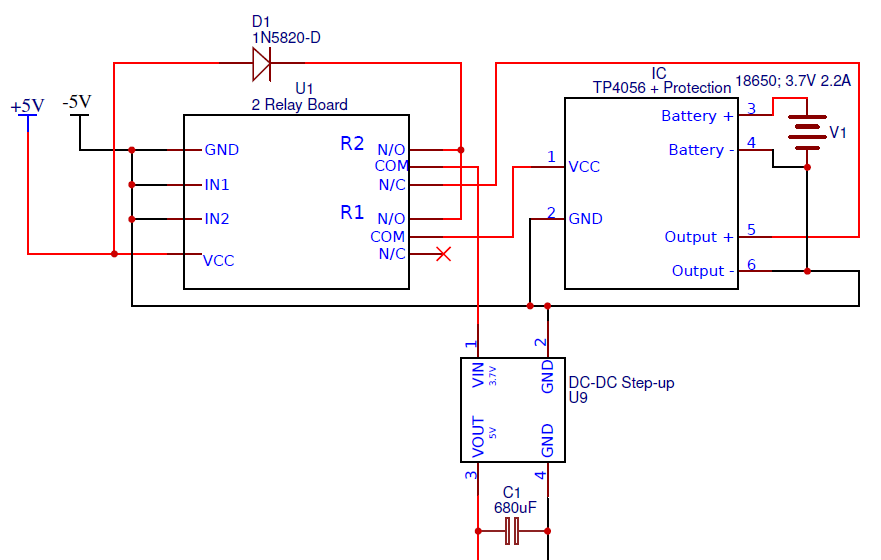 D1
1N5820-D
+5V
-5V
U1
2 Relay Board
GND
IN1
IN2
VCC
R2
N/O
COM
N/C
R1
N/O
COM
N/C
IC
TP4056 + Protection
18650; 3.7V 2.2A
1
VCC
2
GND
Battery +
3
Battery -
4
Output +
5
Output -
6
V1
1
2
VIN
3.7V
GND
DC-DC Step-up
U9
VOUT
5V
GND
3
4
C1
680uF